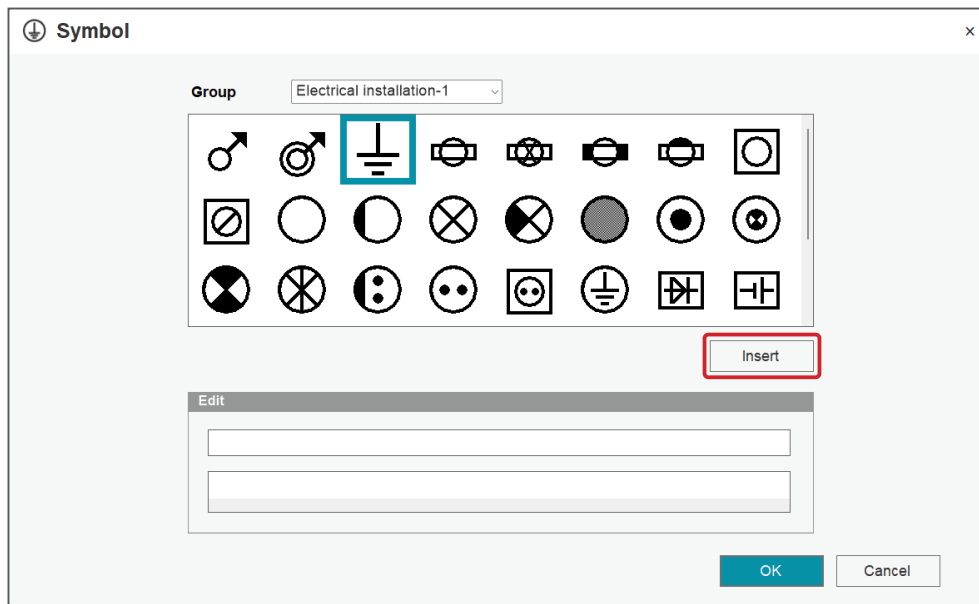 Symbol
Group
Electrical installation-1
Insert
Edit
OK
Cancel